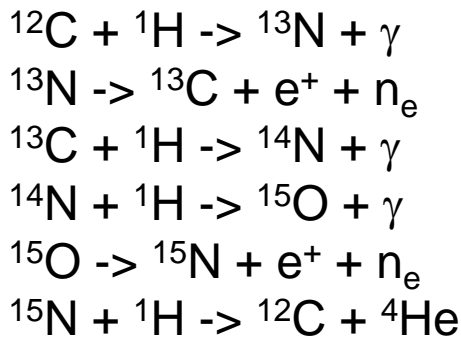 ¹²C + ¹H -> ¹³N + γ
¹³N -> ¹³C + e⁺ + nₑ
¹³C + ¹H -> ¹⁴N + γ
¹⁴N + ¹H -> ¹⁵O + γ
¹⁵O -> ¹⁵N + e⁺ + nₑ
¹⁵N + ¹H -> ¹²C + ⁴He